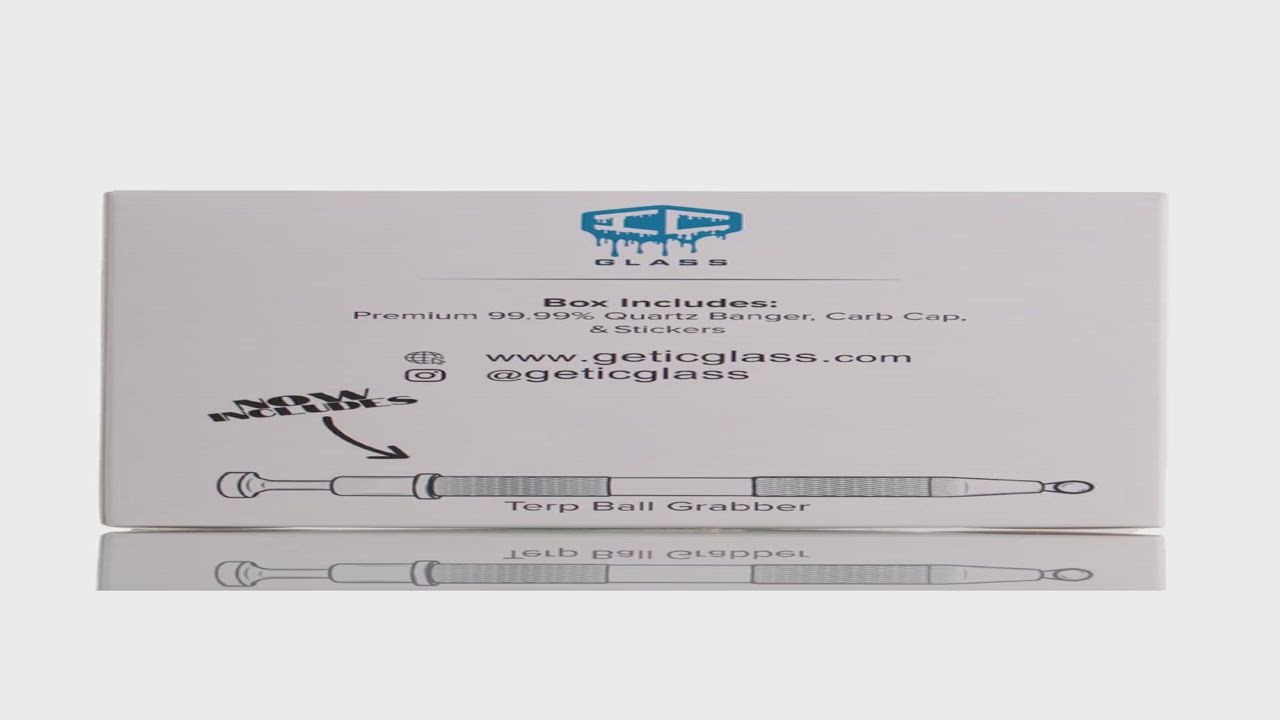 IC
GLASS
Box Includes:
Premium 99.99% Quartz Banger, Carb Cap,
& Stickers
www.geticglass.com
@geticglass
NOW
INCLUDES
Terp Ball Grabber